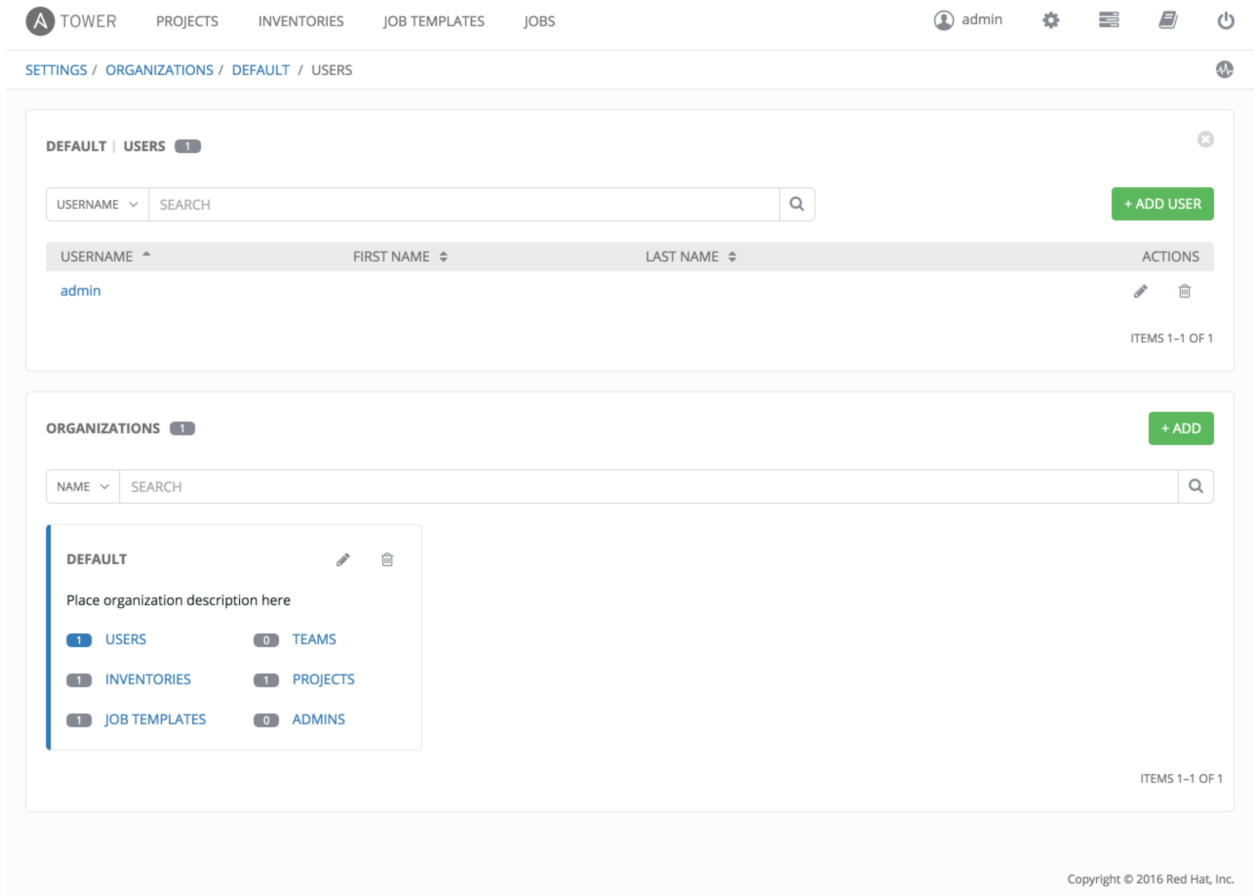 A TOWER PROJECTS INVENTORIES JOB TEMPLATES JOBS admin
SETTINGS / ORGANIZATIONS / DEFAULT / USERS
DEFAULT | USERS 1
USERNAME SEARCH + ADD USER
USERNAME FIRST NAME LAST NAME ACTIONS
admin
ITEMS 1–1 OF 1
ORGANIZATIONS 1 + ADD
NAME SEARCH
DEFAULT
Place organization description here
1 USERS 0 TEAMS
1 INVENTORIES 1 PROJECTS
1 JOB TEMPLATES 0 ADMINS
ITEMS 1–1 OF 1
Copyright © 2016 Red Hat, Inc.